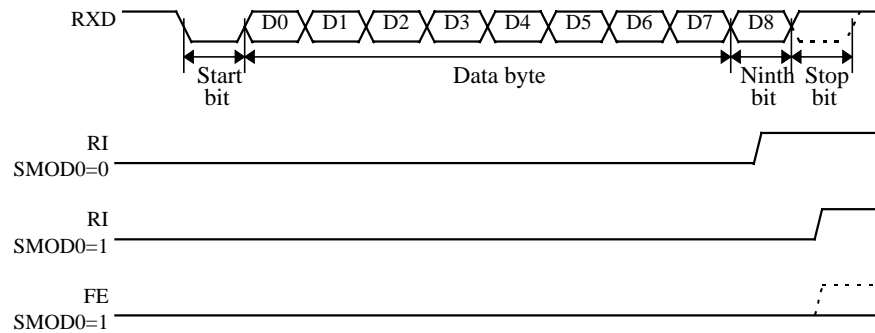 RXD D0 D1 D2 D3 D4 D5 D6 D7 D8
Start Data byte Ninth Stop
bit bit bit
RI
SMOD0=0
RI
SMOD0=1
FE
SMOD0=1